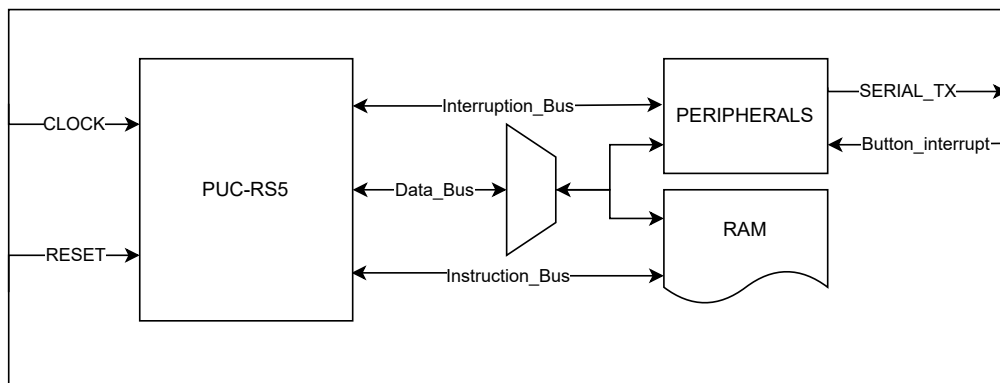 CLOCK
RESET
PUC-RS5
Interruption_Bus
Data_Bus
Instruction_Bus
PERIPHERALS
RAM
SERIAL_TX
Button_interrupt